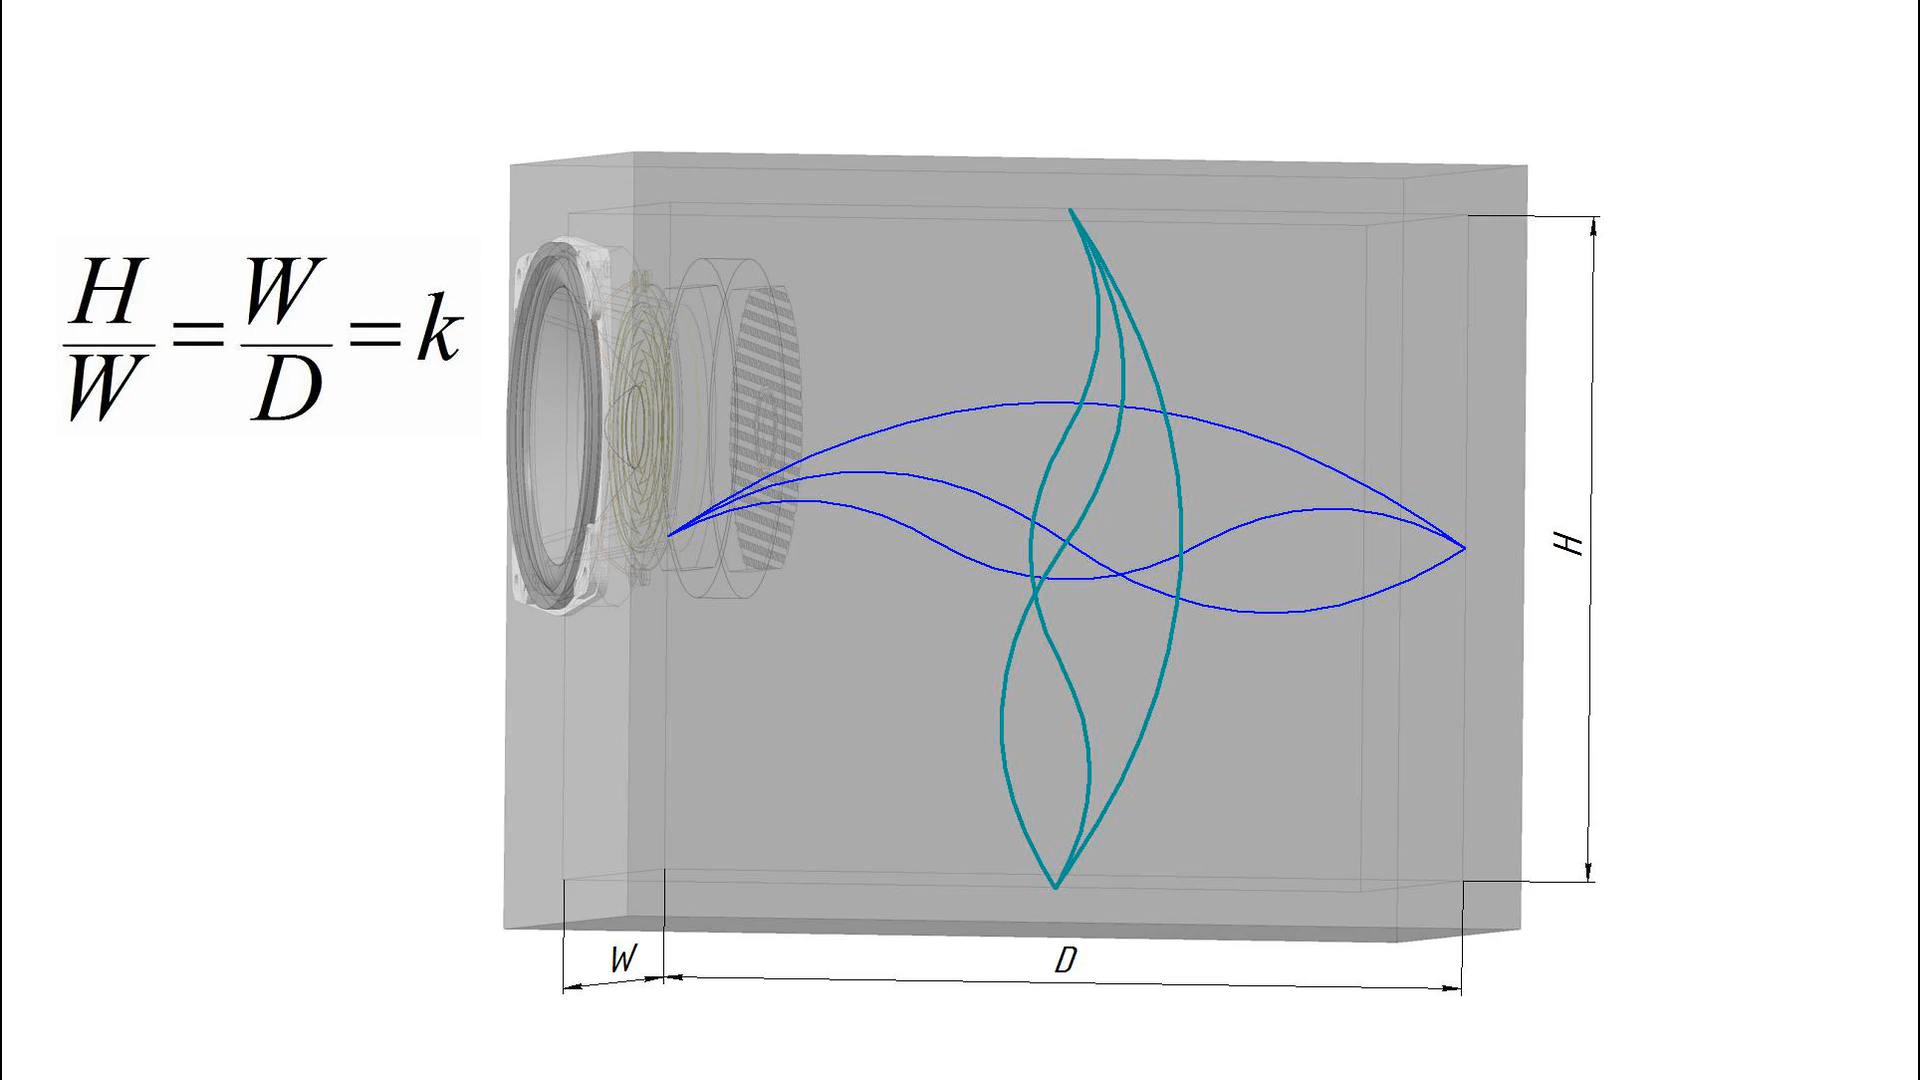 H/W = W/D = k
H
W
D